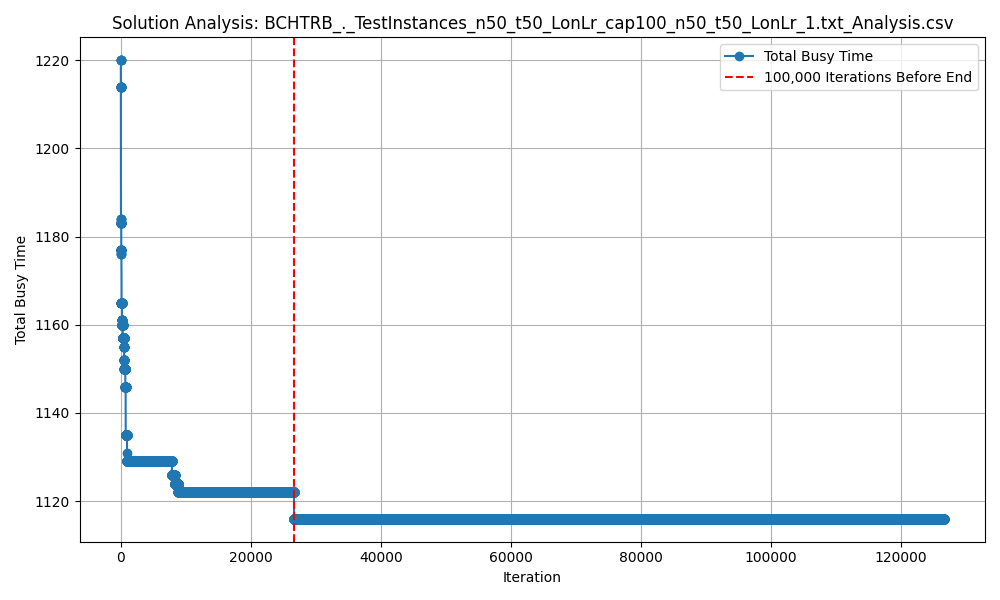 Solution Analysis: BCHTRB_._TestInstances_n50_t50_LonLr_cap100_n50_t50_LonLr_1.txt_Analysis.csv
Total Busy Time
100,000 Iterations Before End
1220
1200
1180
1160
1140
1120
Total Busy Time
0
20000
40000
60000
80000
100000
120000
Iteration